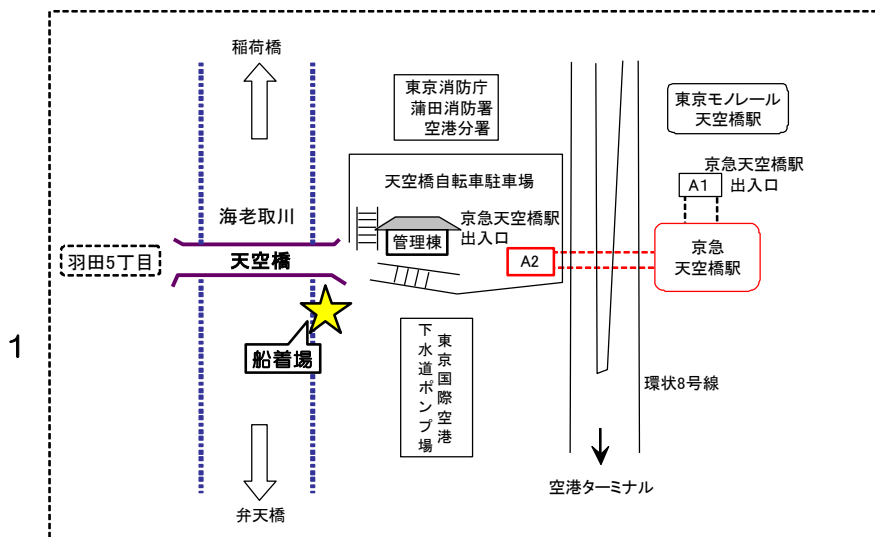 稲荷橋
東京消防庁
蒲田消防署
空港分署
東京モノレール
天空橋駅
京急天空橋駅
出入口
A1
天空橋自転車駐車場
海老取川
京急天空橋駅
出入口
管理棟
羽田5丁目
天空橋
A2
京急
天空橋駅
1
船着場
東京国際空港
下水道ポンプ場
環状8号線
空港ターミナル
弁天橋